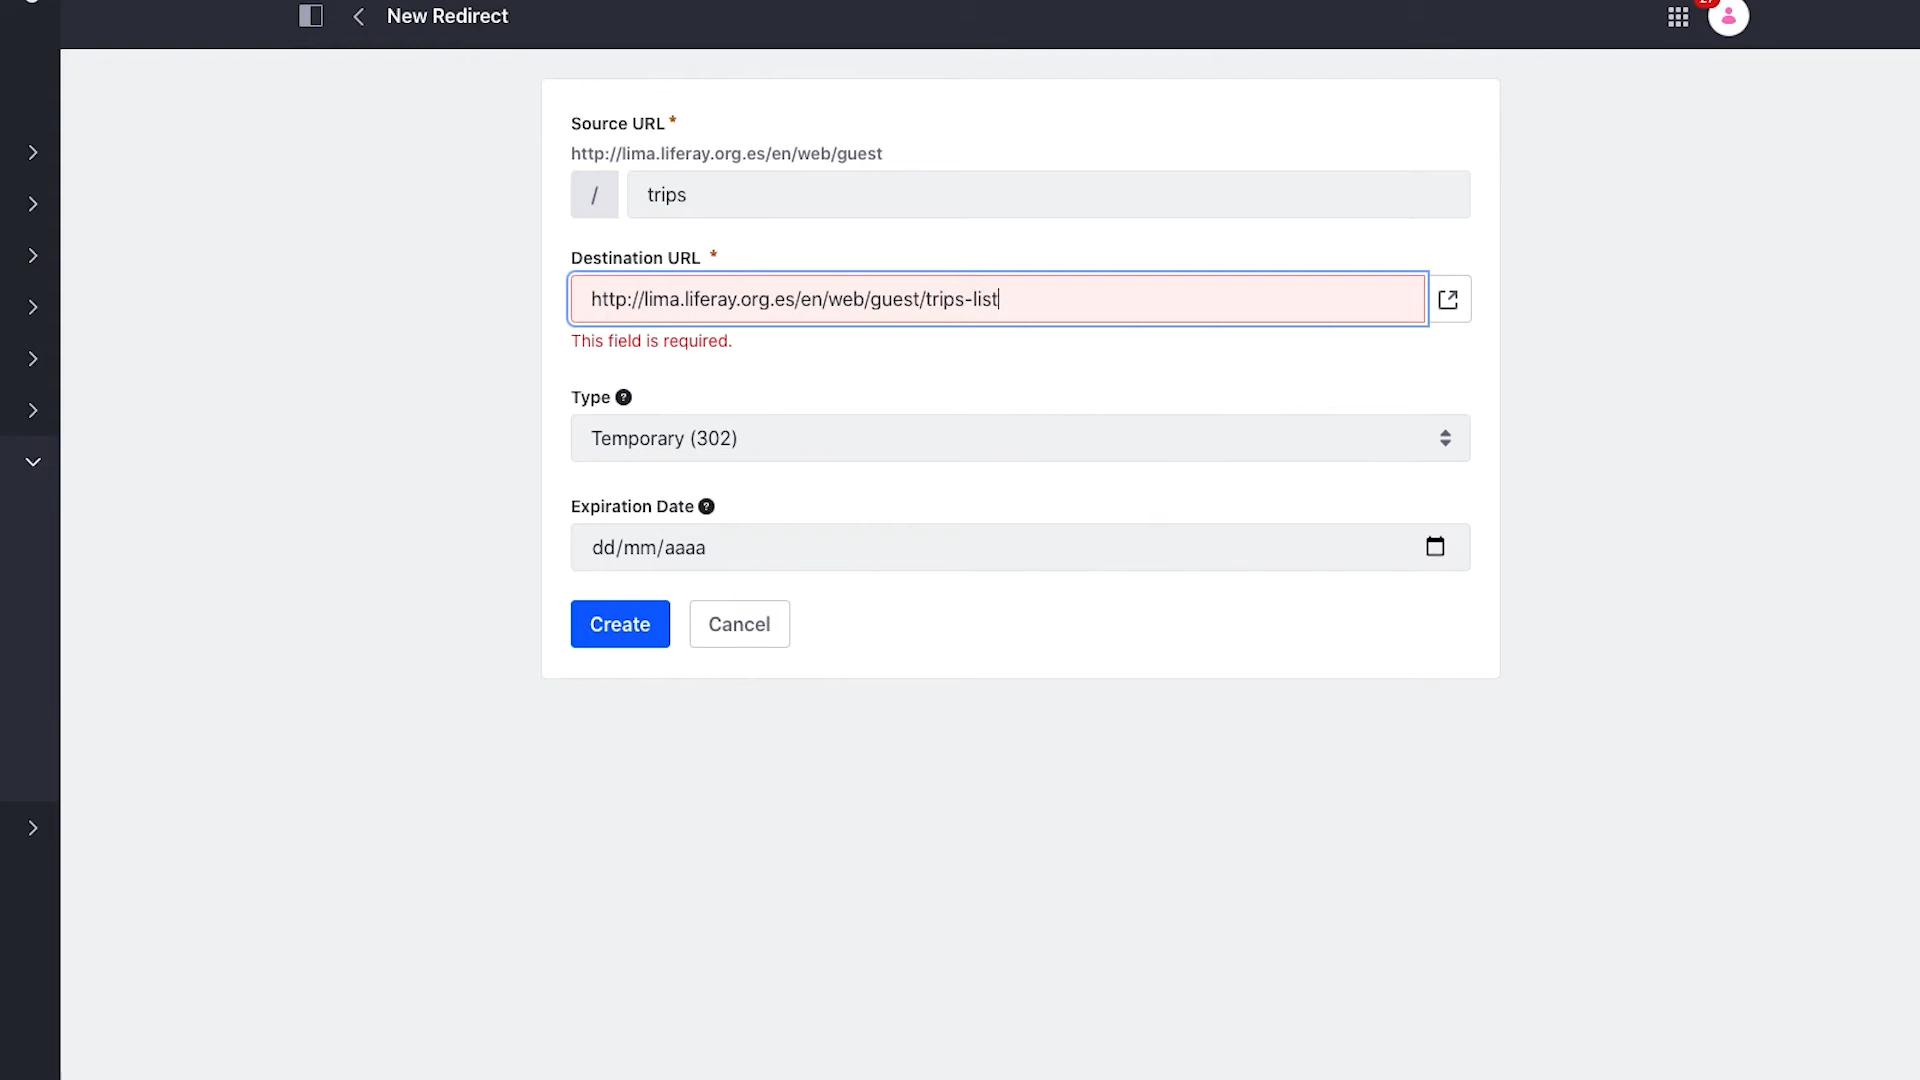 New Redirect
Source URL *
http://lima.liferay.org.es/en/web/guest
/ trips
Destination URL *
http://lima.liferay.org.es/en/web/guest/trips-list
This field is required.
Type ?
Temporary (302)
Expiration Date ?
dd/mm/aaaa
Create Cancel